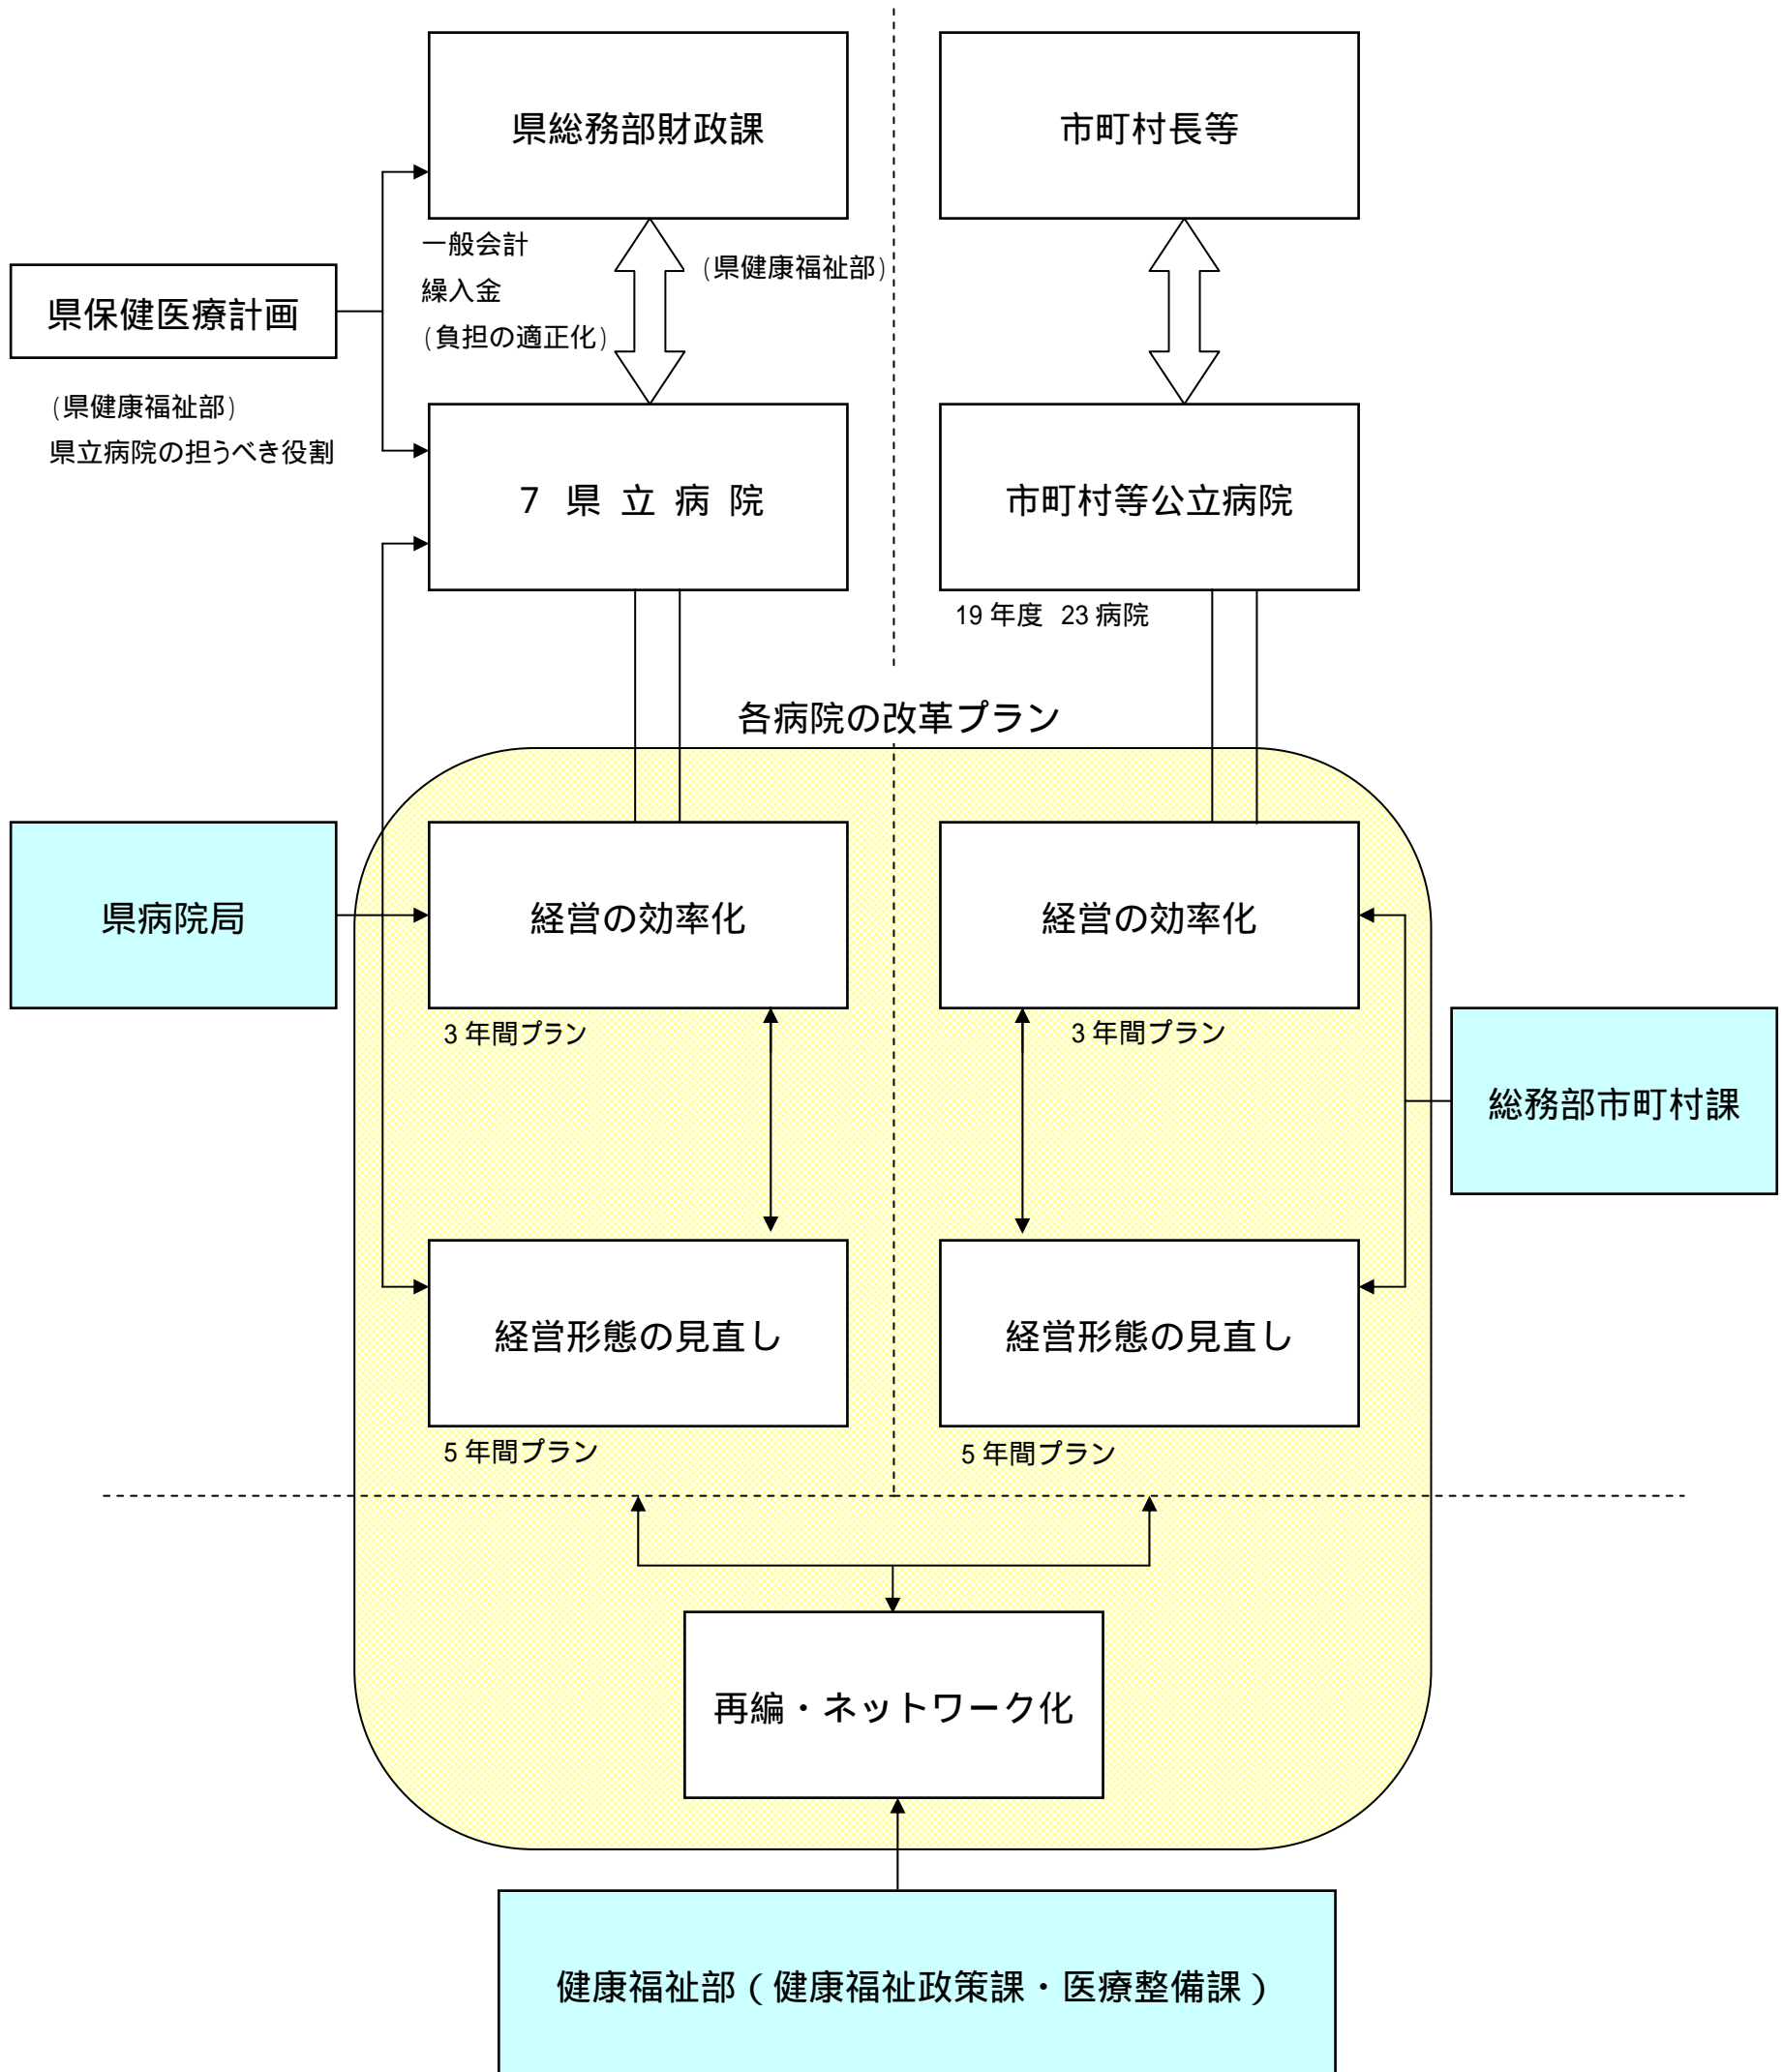 県総務部財政課
市町村長等
一般会計
繰入金
(負担の適正化)
(県健康福祉部)
県保健医療計画
(県健康福祉部)
県立病院の担うべき役割
7 県 立 病 院
市町村等公立病院
19 年度 23 病院
各病院の改革プラン
県病院局
経営の効率化
経営の効率化
3 年間プラン
3 年間プラン
総務部市町村課
経営形態の見直し
経営形態の見直し
5 年間プラン
5 年間プラン
再編・ネットワーク化
健康福祉部（健康福祉政策課・医療整備課）